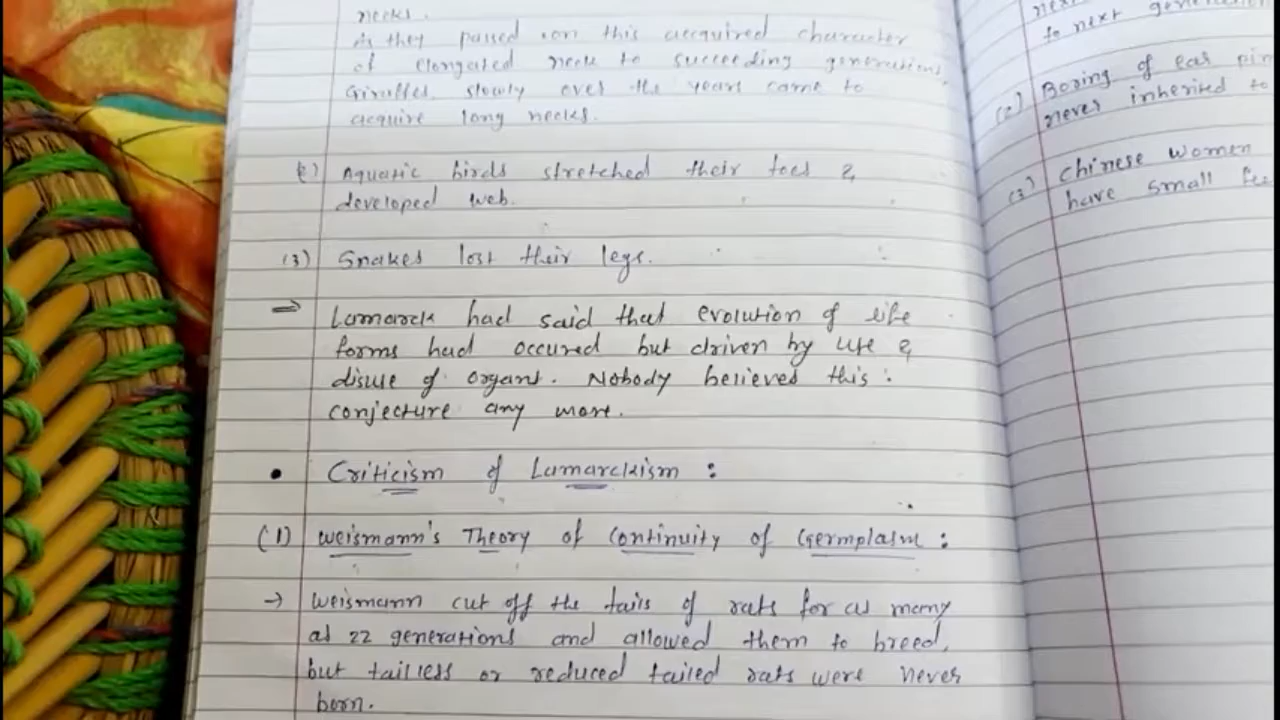 necks.
As they passed on this accquired character
of elongated neck to succeeding generations,
Giraffes, slowly over the years came to
acquire long necks.
(2) Aquatic birds stretched their toes &
developed web.
(3) Snakes lost their legs.
⇒ Lamarck had said that evolution of life
forms had occured but driven by use &
disuse of organs. Nobody believed this
conjecture any more.
• Criticism of Lamarckism :
(1) Weismann's Theory of Continuity of Germplasm :
→ Weismann cut off the tails of rats for as many
as 22 generations and allowed them to breed,
but tailless or reduced tailed rats were never
born.
next
to next generation
(2) Boring of ear pin
never inherited to
(3) Chinese women
have small fee